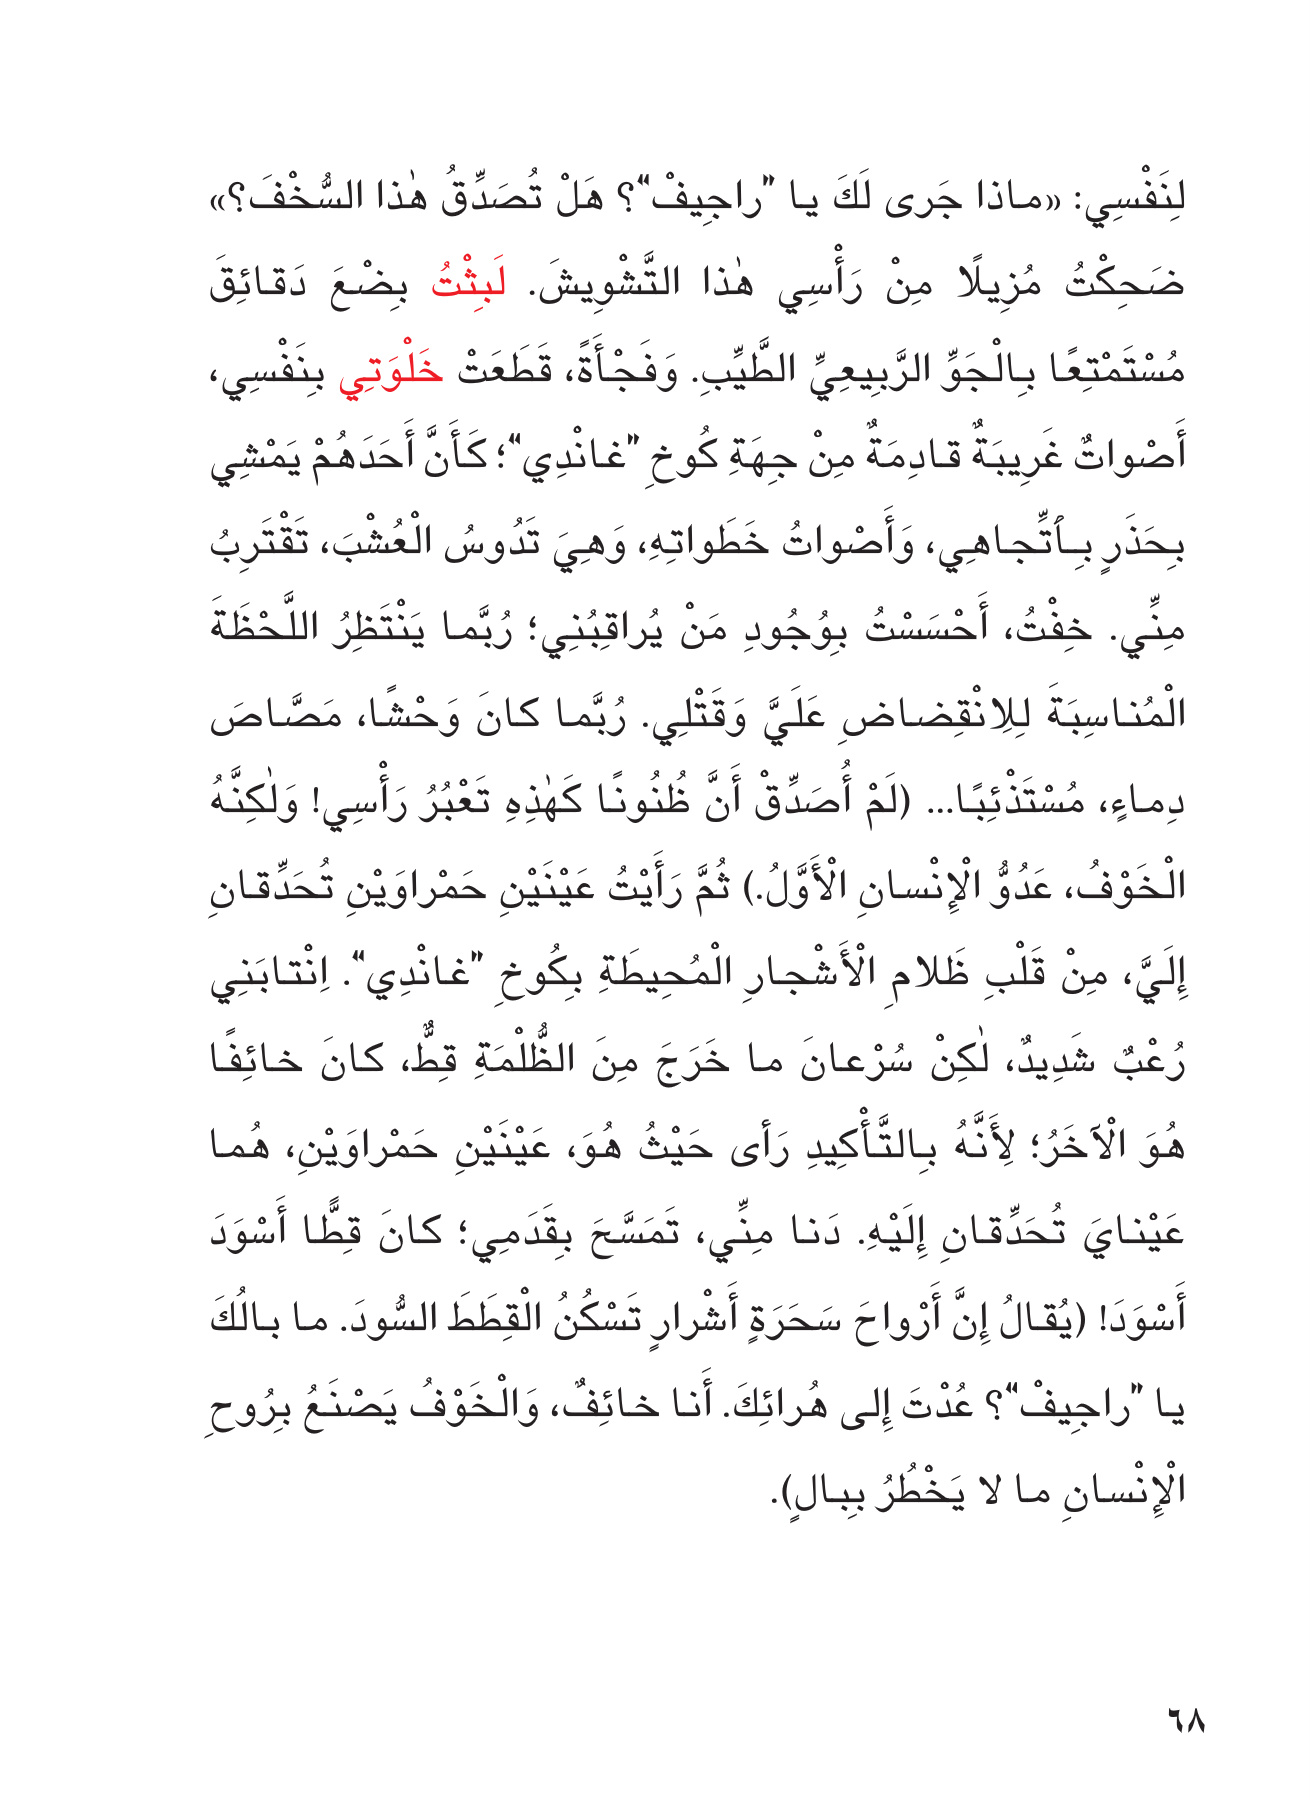 لِنَفْسِي: «ماذا جَرى لَكَ يا "راجِيفْ"؟ هَلْ تُصَدِّقُ هٰذا السُّخْفَ؟»
ضَحِكْتُ مُزِيلًا مِنْ رَأْسِي هٰذا التَّشْوِيشَ. لَبِثْتُ بِضْعَ دَقائِقَ
مُسْتَمْتِعًا بِالْجَوِّ الرَّبِيعِيِّ الطَّيِّبِ. وَفَجْأَةً، قَطَعَتْ خَلْوَتِي بِنَفْسِي،
أَصْواتٌ غَرِيبَةٌ قادِمَةٌ مِنْ جِهَةِ كُوخِ "غانْدِي"؛ كَأَنَّ أَحَدَهُمْ يَمْشِي
بِحَذَرٍ بِٱتِّجاهِي، وَأَصْواتُ خَطَواتِهِ، وَهِيَ تَدُوسُ الْعُشْبَ، تَقْتَرِبُ
مِنِّي. خِفْتُ، أَحْسَسْتُ بِوُجُودِ مَنْ يُراقِبُنِي؛ رُبَّما يَنْتَظِرُ اللَّحْظَةَ
الْمُناسِبَةَ لِلِانْقِضاضِ عَلَيَّ وَقَتْلِي. رُبَّما كانَ وَحْشًا، مَصَّاصَ
دِماءٍ، مُسْتَذْئِبًا... (لَمْ أُصَدِّقْ أَنَّ ظُنُونًا كَهٰذِهِ تَعْبُرُ رَأْسِي! وَلٰكِنَّهُ
الْخَوْفُ، عَدُوُّ الْإِنْسانِ الْأَوَّلُ.) ثُمَّ رَأَيْتُ عَيْنَيْنِ حَمْراوَيْنِ تُحَدِّقانِ
إِلَيَّ، مِنْ قَلْبِ ظَلامِ الْأَشْجارِ الْمُحِيطَةِ بِكُوخِ "غانْدِي". اِنْتابَنِي
رُعْبٌ شَدِيدٌ، لٰكِنْ سُرْعانَ ما خَرَجَ مِنَ الظُّلْمَةِ قِطٌّ، كانَ خائِفًا
هُوَ الْآخَرُ؛ لِأَنَّهُ بِالتَّأْكِيدِ رَأى حَيْثُ هُوَ، عَيْنَيْنِ حَمْراوَيْنِ، هُما
عَيْنايَ تُحَدِّقانِ إِلَيْهِ. دَنا مِنِّي، تَمَسَّحَ بِقَدَمِي؛ كانَ قِطًّا أَسْوَدَ
أَسْوَدَ! (يُقالُ إِنَّ أَرْواحَ سَحَرَةٍ أَشْرارٍ تَسْكُنُ الْقِطَطَ السُّودَ. ما بالُكَ
يا "راجِيفْ"؟ عُدْتَ إِلى هُرائِكَ. أَنا خائِفٌ، وَالْخَوْفُ يَصْنَعُ بِرُوحِ
الْإِنْسانِ ما لا يَخْطُرُ بِبالٍ).
٦٨